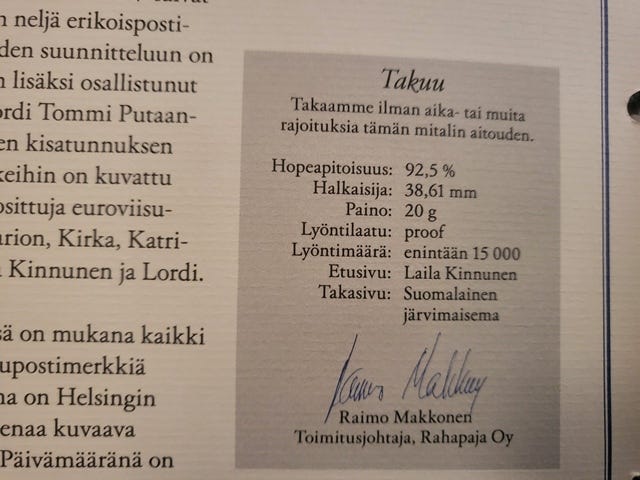 n neljä erikoisposti-
den suunnitteluun on
n lisäksi osallistunut
ordi Tommi Putaan-
en kisatunnuksen
keihin on kuvattu
osittuja euroviisu-
arion, Kirka, Katri-
Kinnunen ja Lordi.
sä on mukana kaikki
upostimerkkiä
na on Helsingin
enaa kuvaava
Päivämääränä on
Takuu
Takaamme ilman aika- tai muita
rajoituksia tämän mitalin aitouden.
Hopeapitoisuus: 92,5 %
Halkaisija: 38,61 mm
Paino: 20 g
Lyöntilaatu: proof
Lyöntimäärä: enintään 15 000
Etusivu: Laila Kinnunen
Takasivu: Suomalainen
järvimaisema
Raimo Makkonen
Toimitusjohtaja, Rahapaja Oy